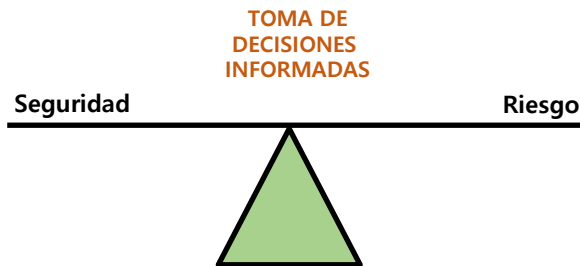 TOMA DE
DECISIONES
INFORMADAS
Seguridad
Riesgo